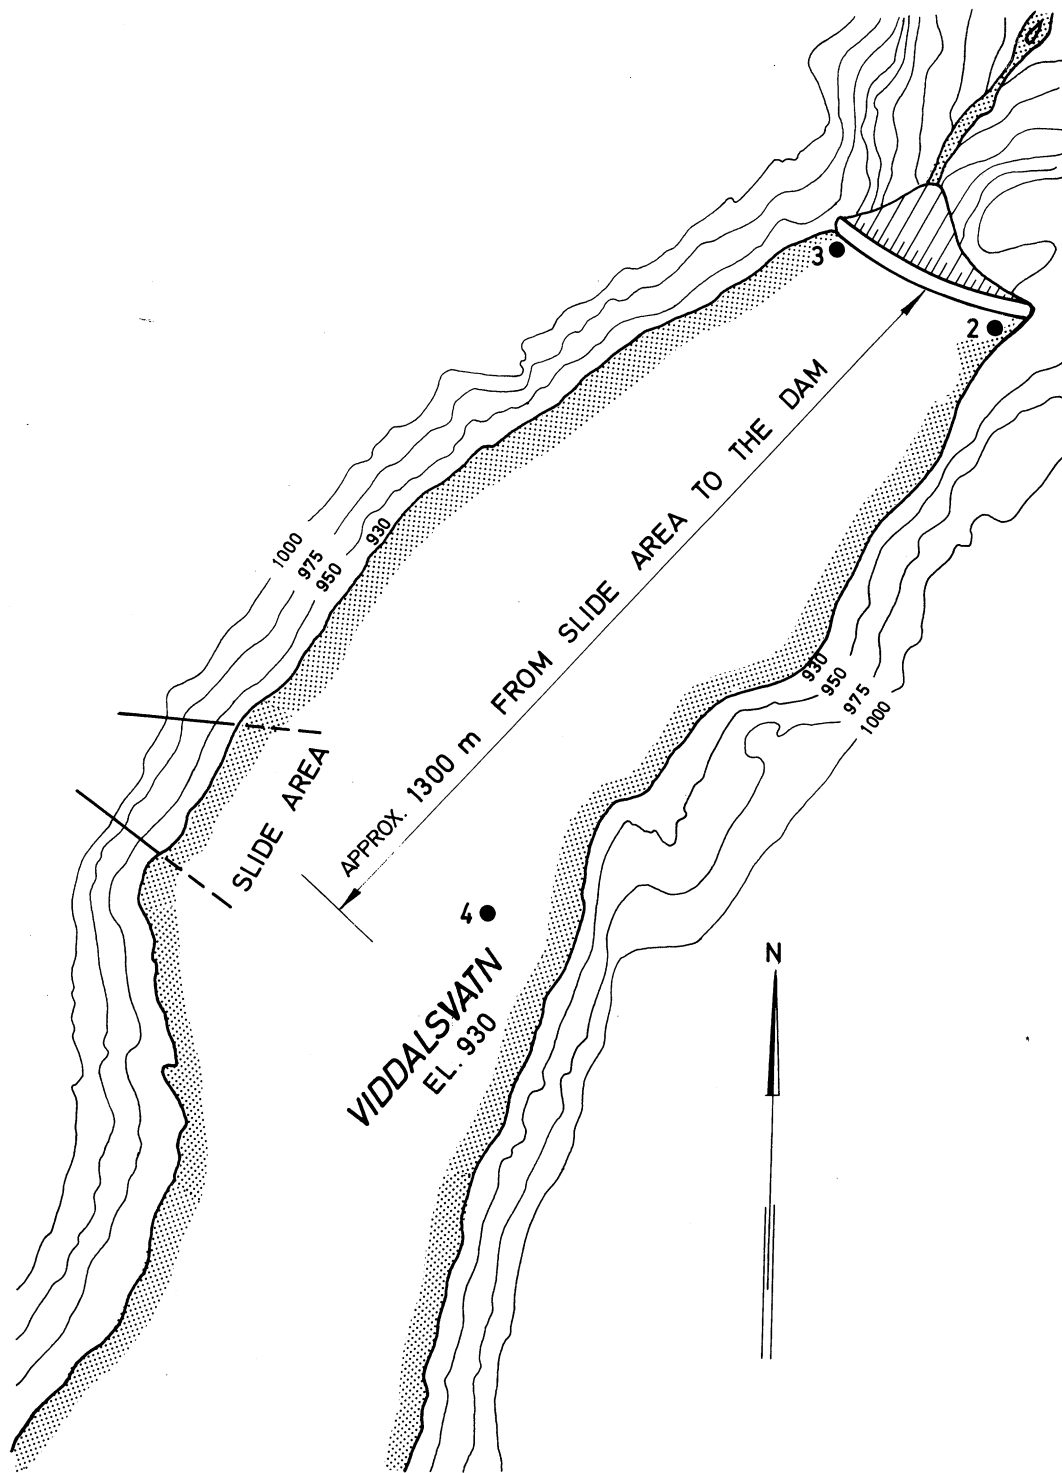 3
2
1000
975
950
930
APPROX. 1300 m FROM SLIDE AREA TO THE DAM
930
950
975
1000
SLIDE AREA
4
VIDDALSVATN
EL. 930
N